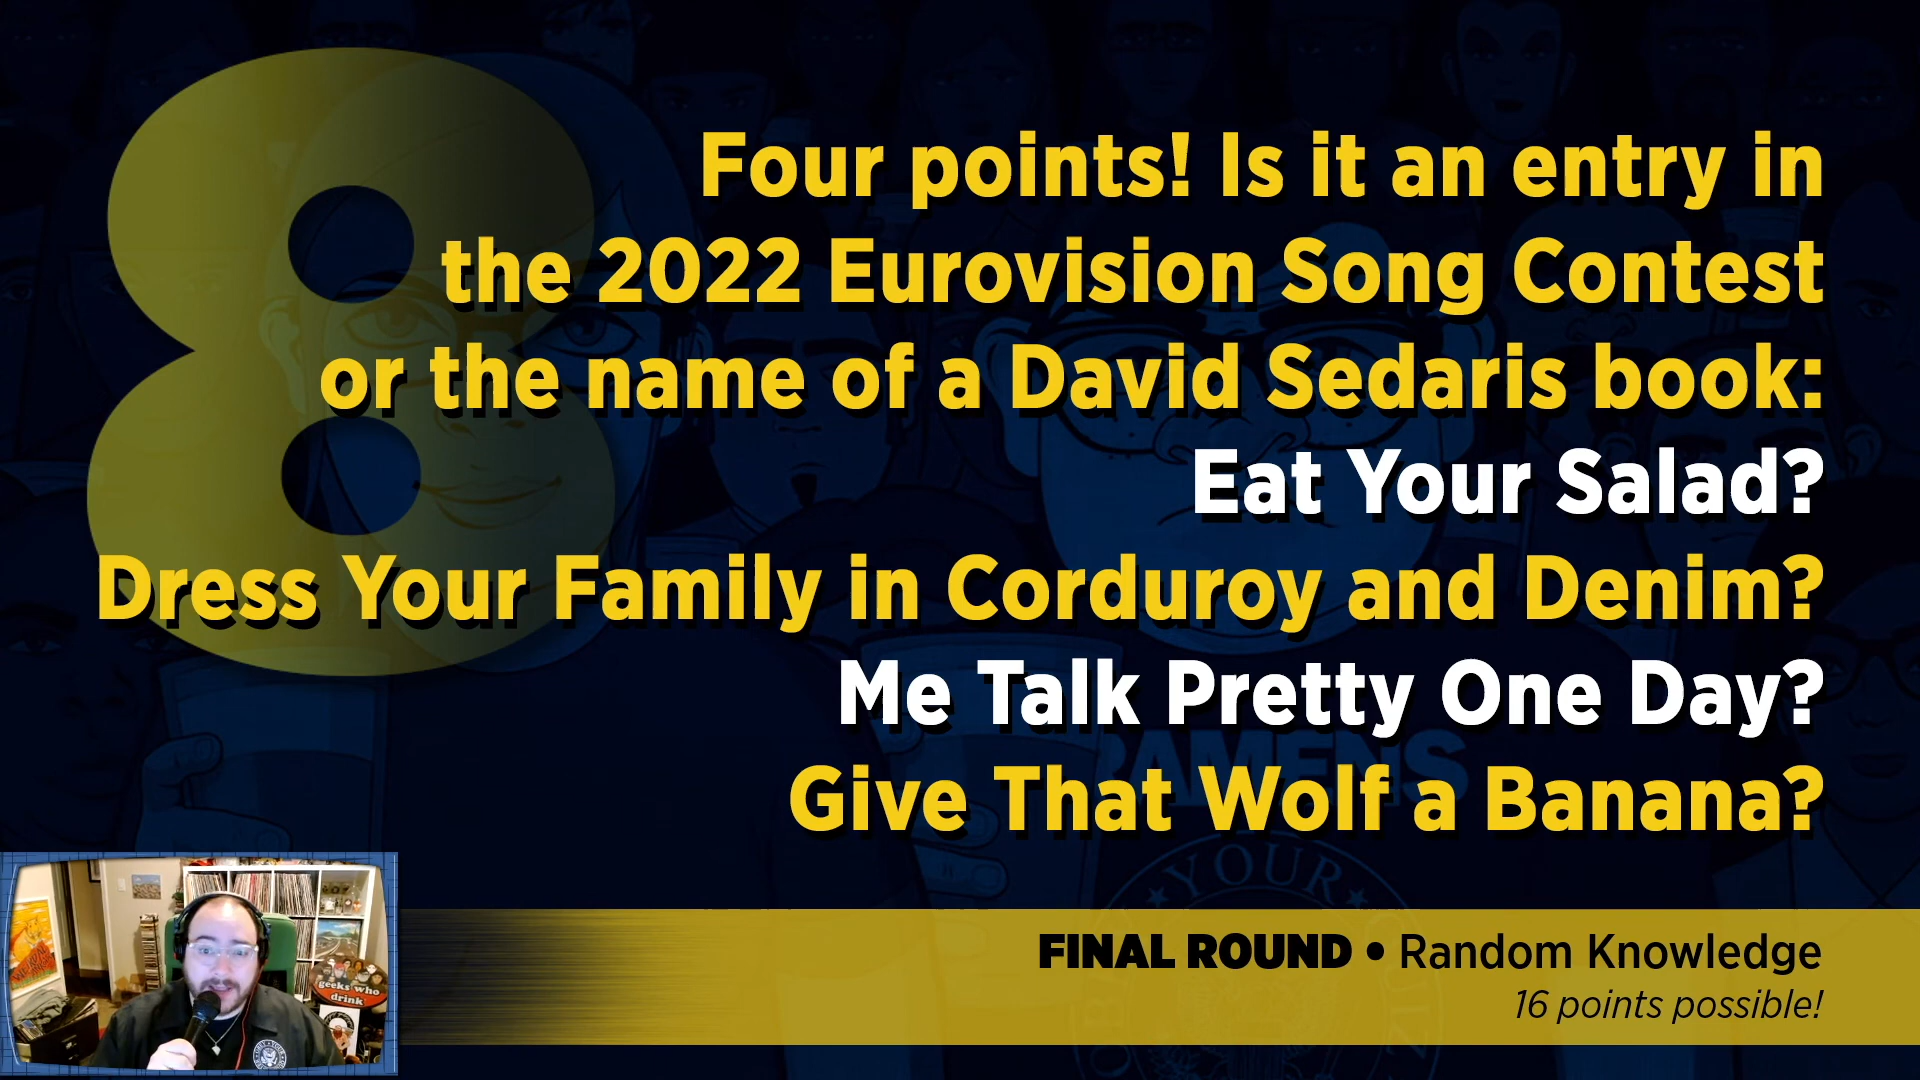 8
Four points! Is it an entry in
the 2022 Eurovision Song Contest
or the name of a David Sedaris book:
Eat Your Salad?
Dress Your Family in Corduroy and Denim?
Me Talk Pretty One Day?
Give That Wolf a Banana?
RAMENS
YOUR
FINAL ROUND • Random Knowledge
16 points possible!
geeks who
drink